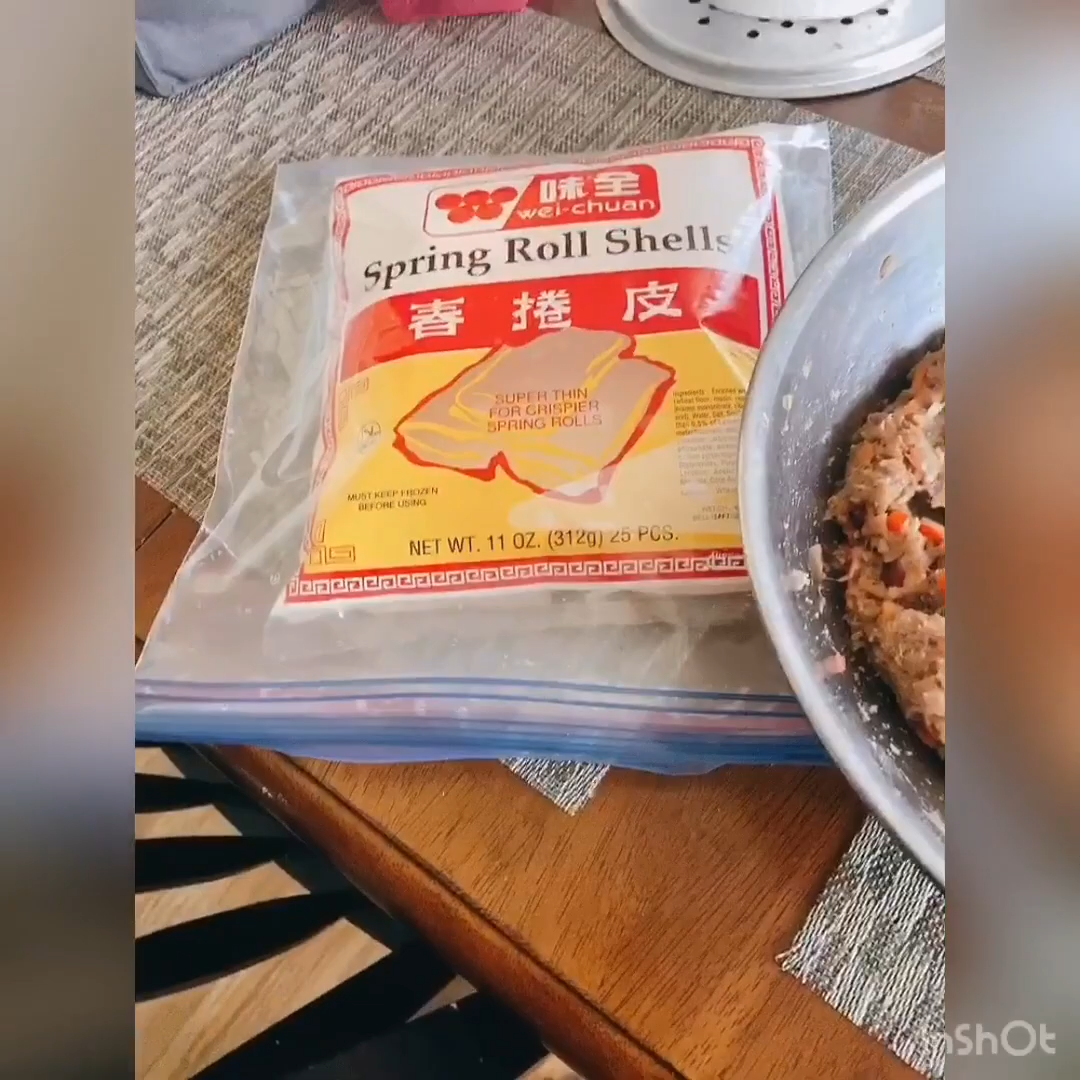 味全
wei-chuan
Spring Roll Shells
春捲皮
SUPER THIN
FOR CRISPIER
SPRING ROLLS
MUST KEEP FROZEN
BEFORE USING.
NET WT. 11 OZ. (312g) 25 PCS.
InShOt